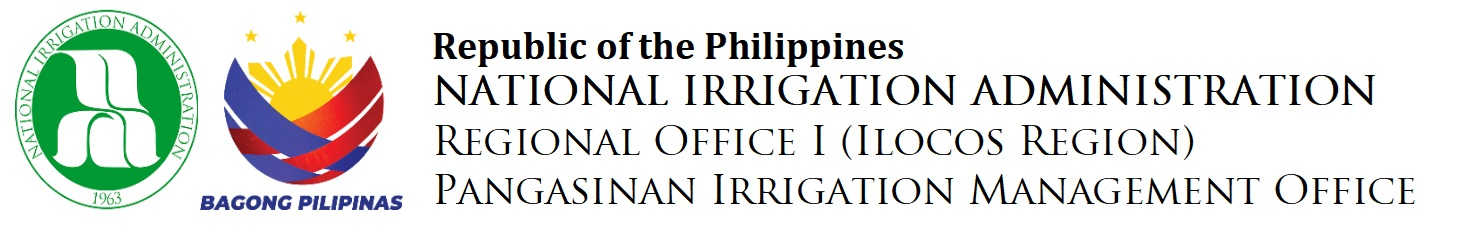 NATIONAL IRRIGATION ADMINISTRATION
1963
BAGONG PILIPINAS
Republic of the Philippines
NATIONAL IRRIGATION ADMINISTRATION
REGIONAL OFFICE I (ILOCOS REGION)
PANGASINAN IRRIGATION MANAGEMENT OFFICE